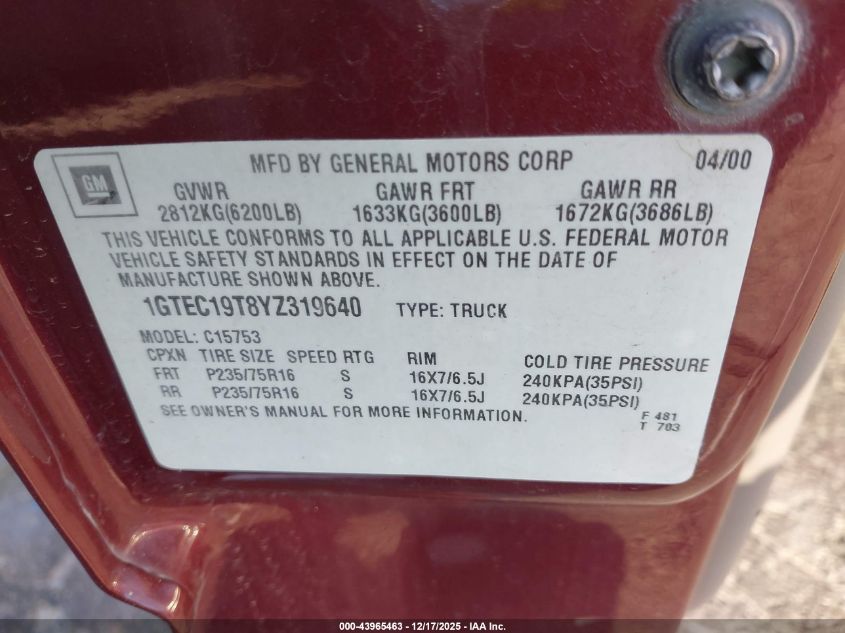 GM
MFD BY GENERAL MOTORS CORP 04/00
GVWR GAWR FRT GAWR RR
2812KG(6200LB) 1633KG(3600LB) 1672KG(3686LB)
THIS VEHICLE CONFORMS TO ALL APPLICABLE U.S. FEDERAL MOTOR
VEHICLE SAFETY STANDARDS IN EFFECT ON THE DATE OF
MANUFACTURE SHOWN ABOVE.
1GTEC19T8YZ319640 TYPE: TRUCK
MODEL: C15753
CPXN TIRE SIZE SPEED RTG RIM COLD TIRE PRESSURE
FRT P235/75R16 S 16X7/6.5J 240KPA(35PSI)
RR P235/75R16 S 16X7/6.5J 240KPA(35PSI)
SEE OWNER'S MANUAL FOR MORE INFORMATION.
F 481
T 703
000-43965463 - 12/17/2025 - IAA Inc.